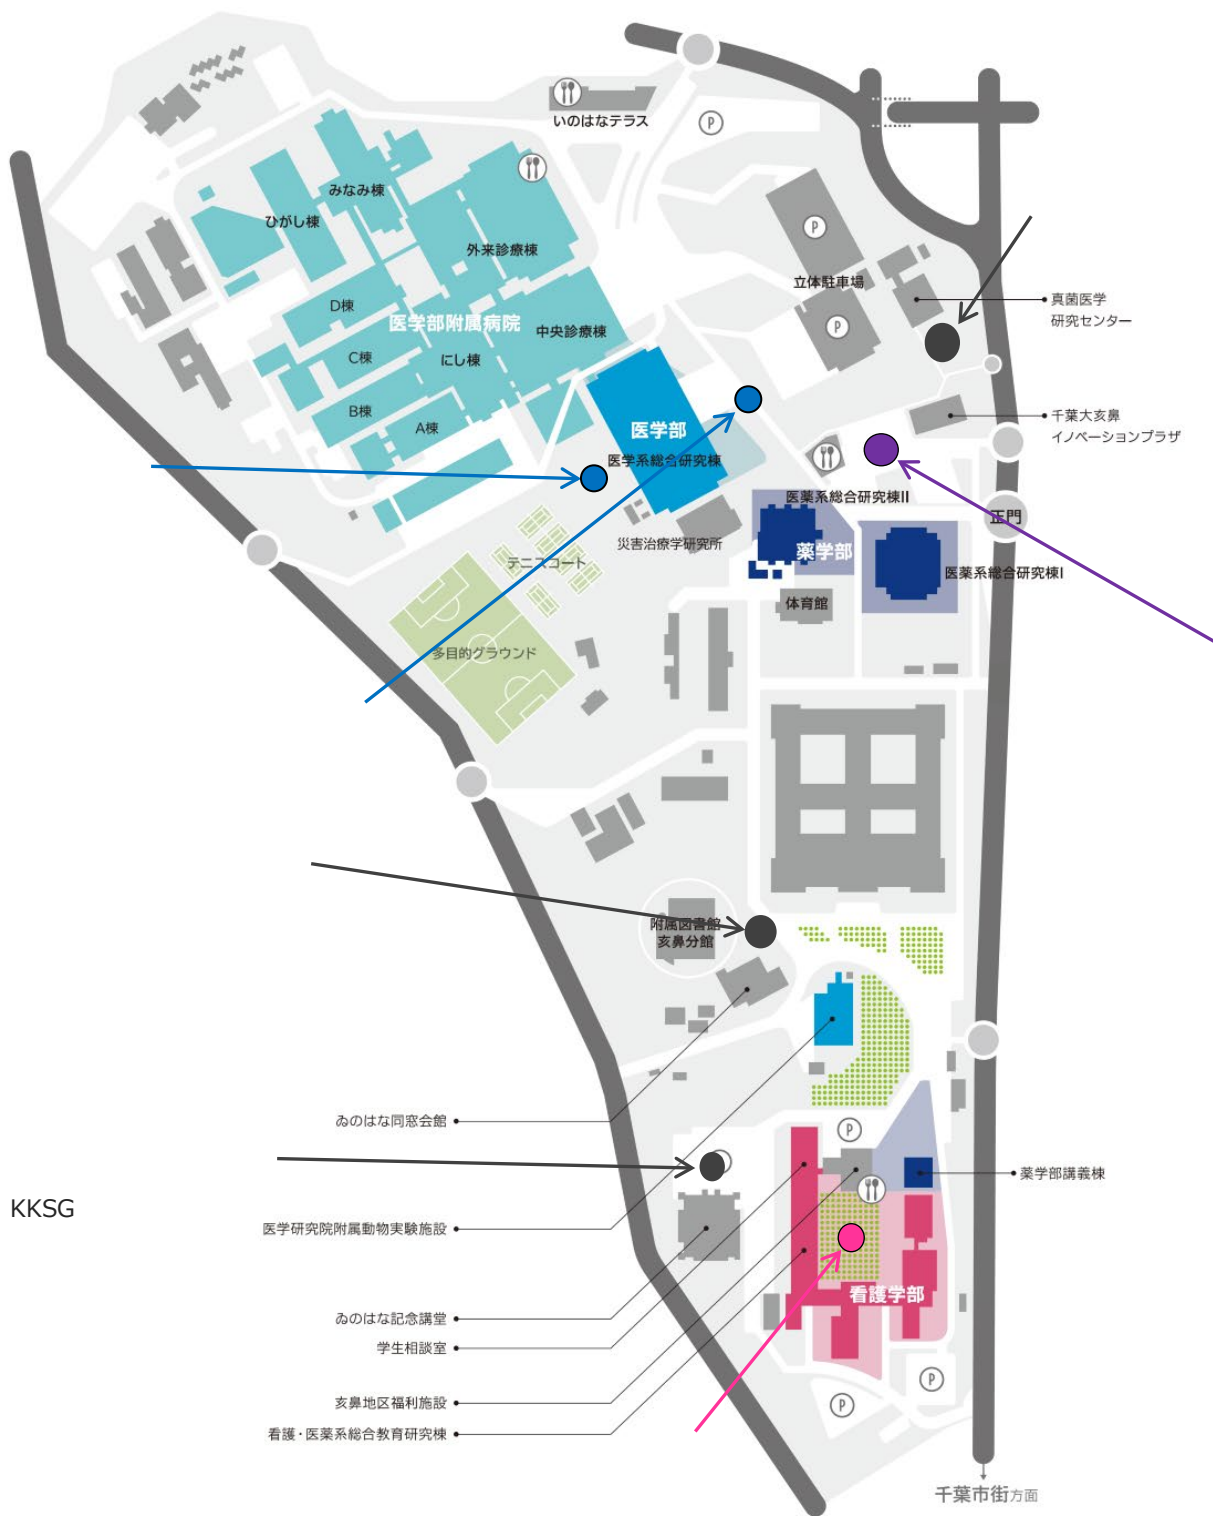 いのはなテラス
P
みなみ棟
ひがし棟
外来診療棟
P
立体駐車場
D棟
医学部附属病院
中央診療棟
P
真菌医学
研究センター
C棟
にし棟
B棟
A棟
医学部
医学系総合研究棟
千葉大亥鼻
イノベーションプラザ
医薬系総合研究棟II
正門
災害治療学研究所
薬学部
テニスコート
医薬系総合研究棟I
体育館
多目的グラウンド
附属図書館
亥鼻分館
ゐのはな同窓会館
P
薬学部講義棟
KKSG
医学研究院附属動物実験施設
看護学部
ゐのはな記念講堂
学生相談室
亥鼻地区福利施設
P
P
看護・医薬系総合教育研究棟
千葉市街方面